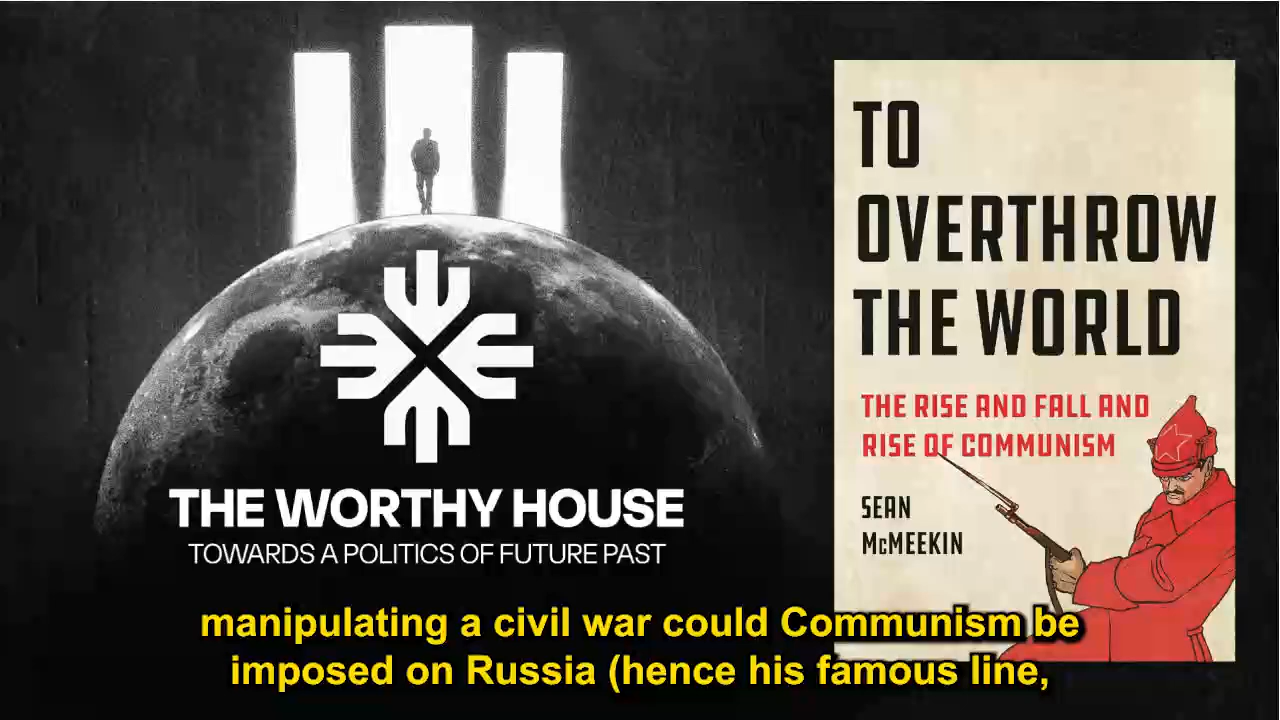 THE WORTHY HOUSE
TOWARDS A POLITICS OF FUTURE PAST
TO
OVERTHROW
THE WORLD
THE RISE AND FALL AND
RISE OF COMMUNISM
SEAN
McMEEKIN
manipulating a civil war could Communism be
imposed on Russia (hence his famous line,